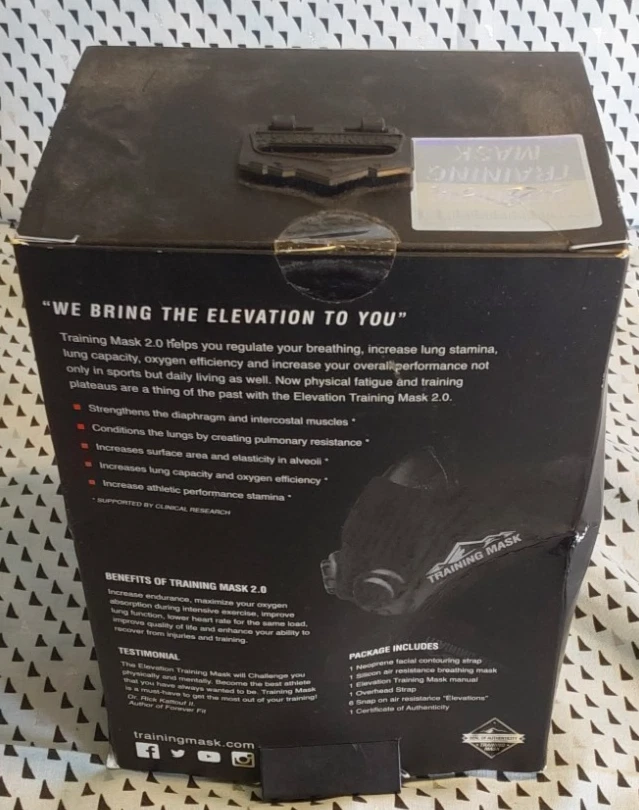 TRAINING
MASK
"WE BRING THE ELEVATION TO YOU"
Training Mask 2.0 helps you regulate your breathing, increase lung stamina,
lung capacity, oxygen efficiency and increase your overall performance not
only in sports but daily living as well. Now physical fatigue and training
plateaus are a thing of the past with the Elevation Training Mask 2.0.
Strengthens the diaphragm and intercostal muscles *
Conditions the lungs by creating pulmonary resistance *
Increases surface area and elasticity in alveoli *
Increases lung capacity and oxygen efficiency *
Increase athletic performance stamina *
* SUPPORTED BY CLINICAL RESEARCH
TRAINING MASK
BENEFITS OF TRAINING MASK 2.0
Increase endurance, maximize your oxygen
absorption during intensive exercise, improve
lung function, lower heart rate for the same load,
improve quality of life and enhance your ability to
recover from injuries and training.
TESTIMONIAL
The Elevation Training Mask will Challenge you
physically and mentally. Become the best athlete
that you have always wanted to be. Training Mask
is a must-have to get the most out of your training!
Dr. Rick Kattouf II.
Author of Forever Fit
PACKAGE INCLUDES
1 Neoprene facial contouring strap
1 Silicon air resistance breathing mask
1 Elevation Training Mask manual
1 Overhead Strap
6 Snap on air resistance "Elevations"
1 Certificate of Authenticity
trainingmask.com
SEAL OF AUTHENTICITY
TRAINING
MASK